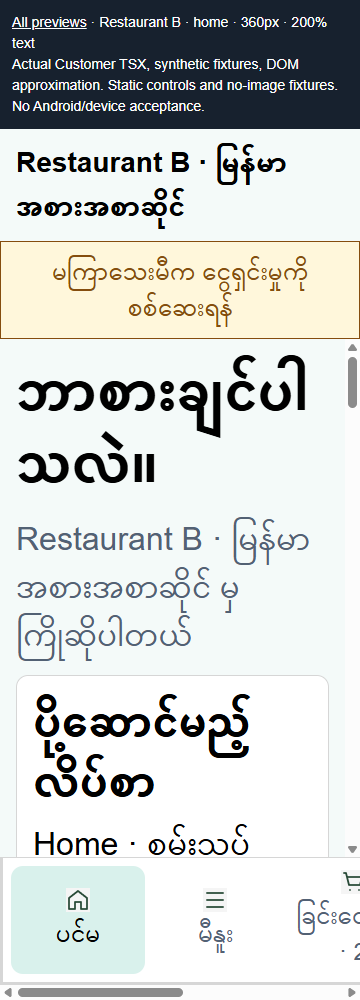 All previews · Restaurant B · home · 360px · 200%
text
Actual Customer TSX, synthetic fixtures, DOM
approximation. Static controls and no-image fixtures.
No Android/device acceptance.
Restaurant B · မြန်မာ
အစားအစာဆိုင်
မကြာသေးမီက ငွေရှင်းမှုကို
စစ်ဆေးရန်
ဘာစားချင်ပါ
သလဲ။
Restaurant B · မြန်မာ
အစားအစာဆိုင် မှ
ကြိုဆိုပါတယ်
ပို့ဆောင်မည့်
လိပ်စာ
Home · စမ်းသပ်
ပင်မ
မီနူး